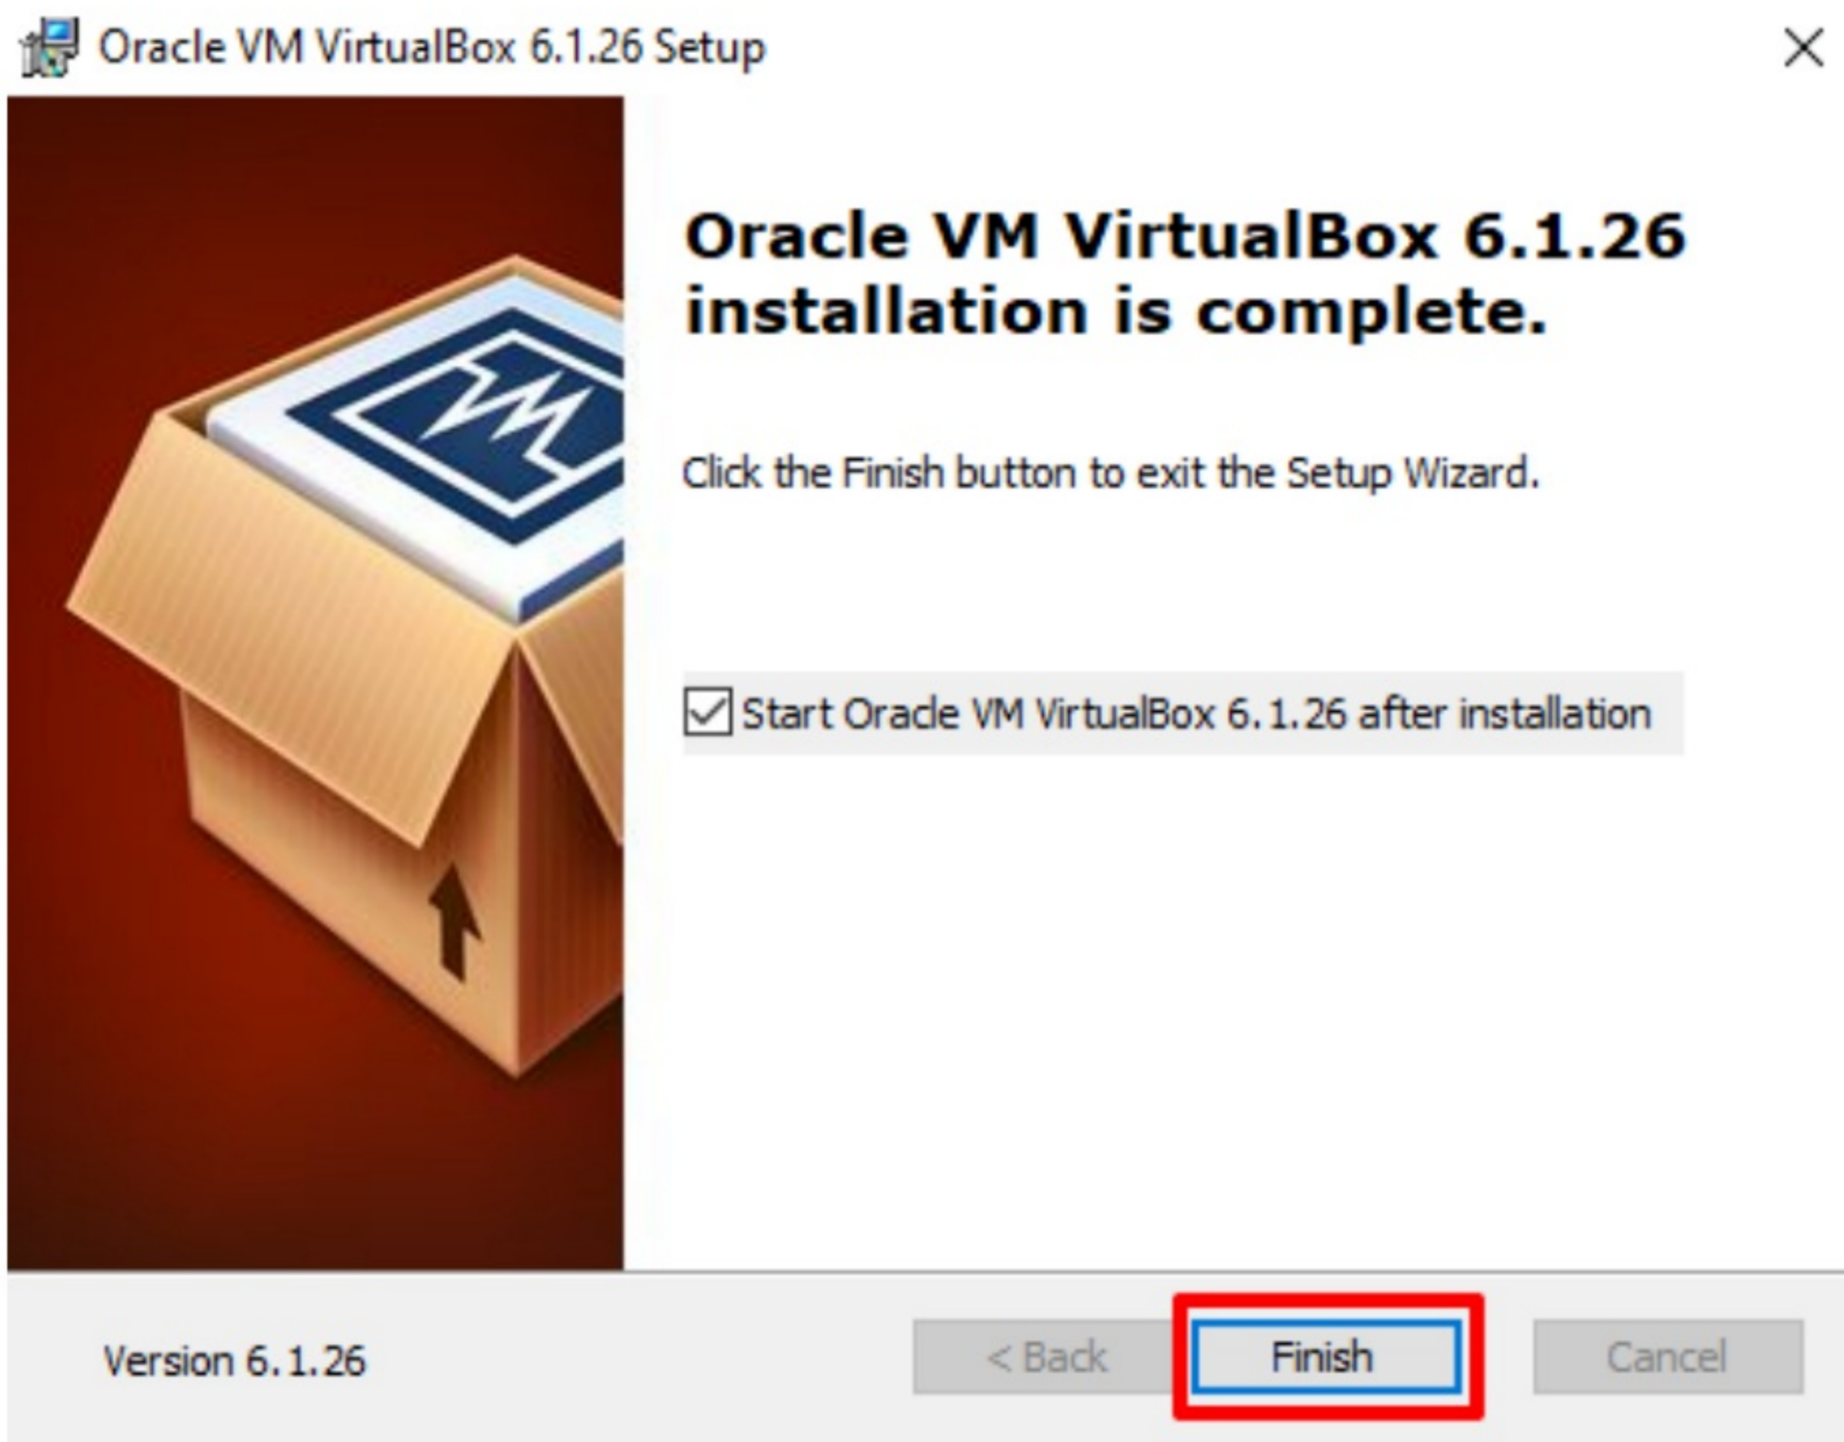 Oracle VM VirtualBox 6.1.26 Setup
Oracle VM VirtualBox 6.1.26
installation is complete.
Click the Finish button to exit the Setup Wizard.
Start Oracle VM VirtualBox 6.1.26 after installation
Version 6.1.26
< Back
Finish
Cancel